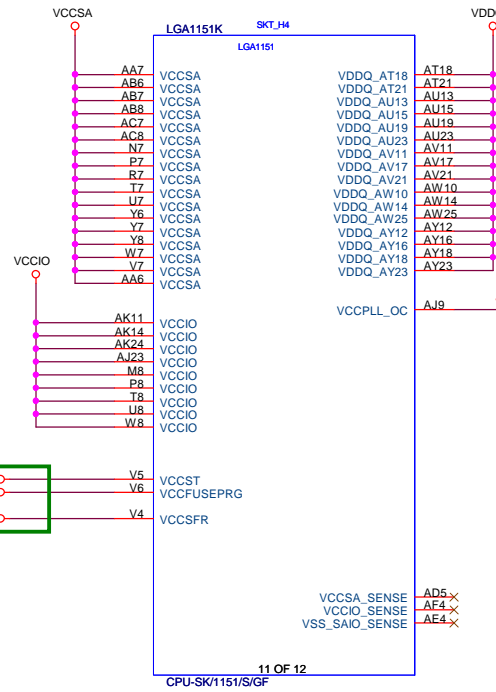 VCCSA
VDD
LGA1151K
SKT_H4
LGA1151
AA7 VCCSA VDDQ_AT18 AT18
AB6 VCCSA VDDQ_AT21 AT21
AB7 VCCSA VDDQ_AU13 AU13
AB8 VCCSA VDDQ_AU15 AU15
AC7 VCCSA VDDQ_AU19 AU19
AC8 VCCSA VDDQ_AU23 AU23
N7 VCCSA VDDQ_AV11 AV11
P7 VCCSA VDDQ_AV17 AV17
R7 VCCSA VDDQ_AV21 AV21
T7 VCCSA VDDQ_AW10 AW10
U7 VCCSA VDDQ_AW14 AW14
Y6 VCCSA VDDQ_AW25 AW25
Y7 VCCSA VDDQ_AY12 AY12
Y8 VCCSA VDDQ_AY16 AY16
W7 VCCSA VDDQ_AY18 AY18
V7 VCCSA VDDQ_AY23 AY23
AA6 VCCSA
VCCIO
VCCPLL_OC AJ9
AK11 VCCIO
AK14 VCCIO
AK24 VCCIO
AJ23 VCCIO
M8 VCCIO
P8 VCCIO
T8 VCCIO
U8 VCCIO
W8 VCCIO
V5 VCCST
V6 VCCFUSEPRG
V4 VCCSFR
VCCSA_SENSE AD5
VCCIO_SENSE AF4
VSS_SAIO_SENSE AE4
11 OF 12
CPU-SK/1151/S/GF